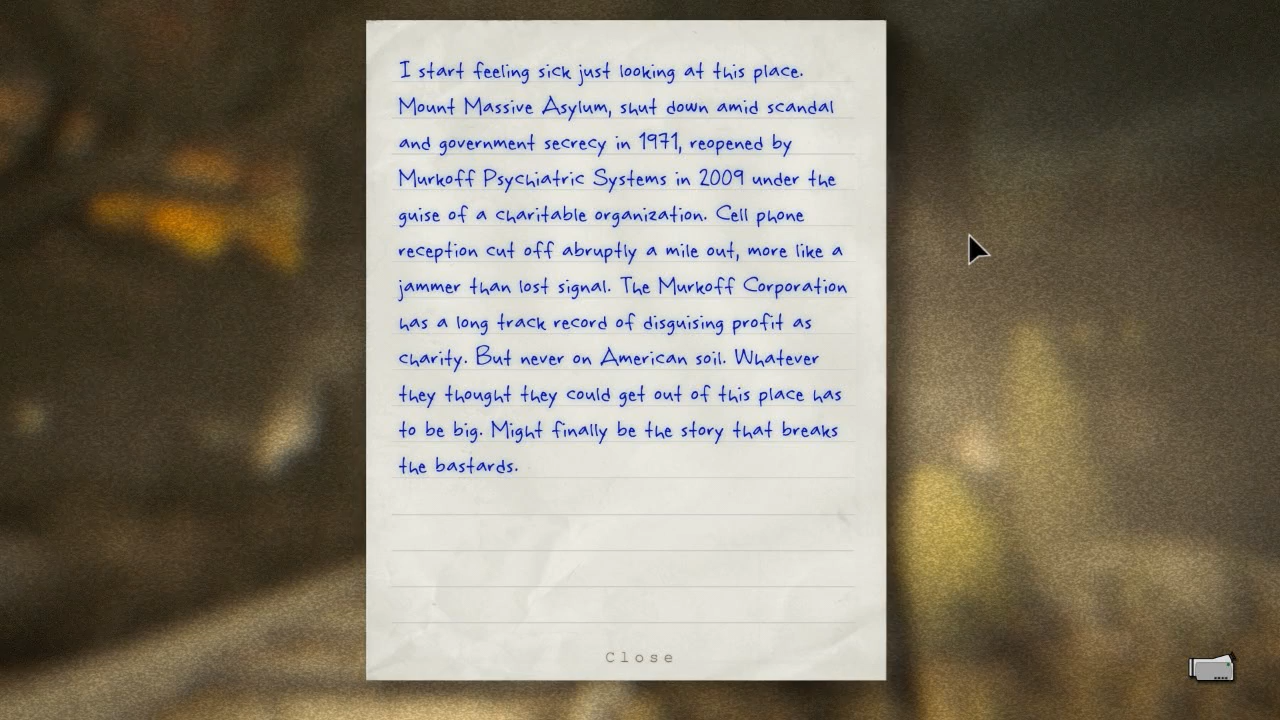 I start feeling sick just looking at this place.
Mount Massive Asylum, shut down amid scandal
and government secrecy in 1971, reopened by
Murkoff Psychiatric Systems in 2009 under the
guise of a charitable organization. Cell phone
reception cut off abruptly a mile out, more like a
jammer than lost signal. The Murkoff Corporation
has a long track record of disguising profit as
charity. But never on American soil. Whatever
they thought they could get out of this place has
to be big. Might finally be the story that breaks
the bastards.
Close